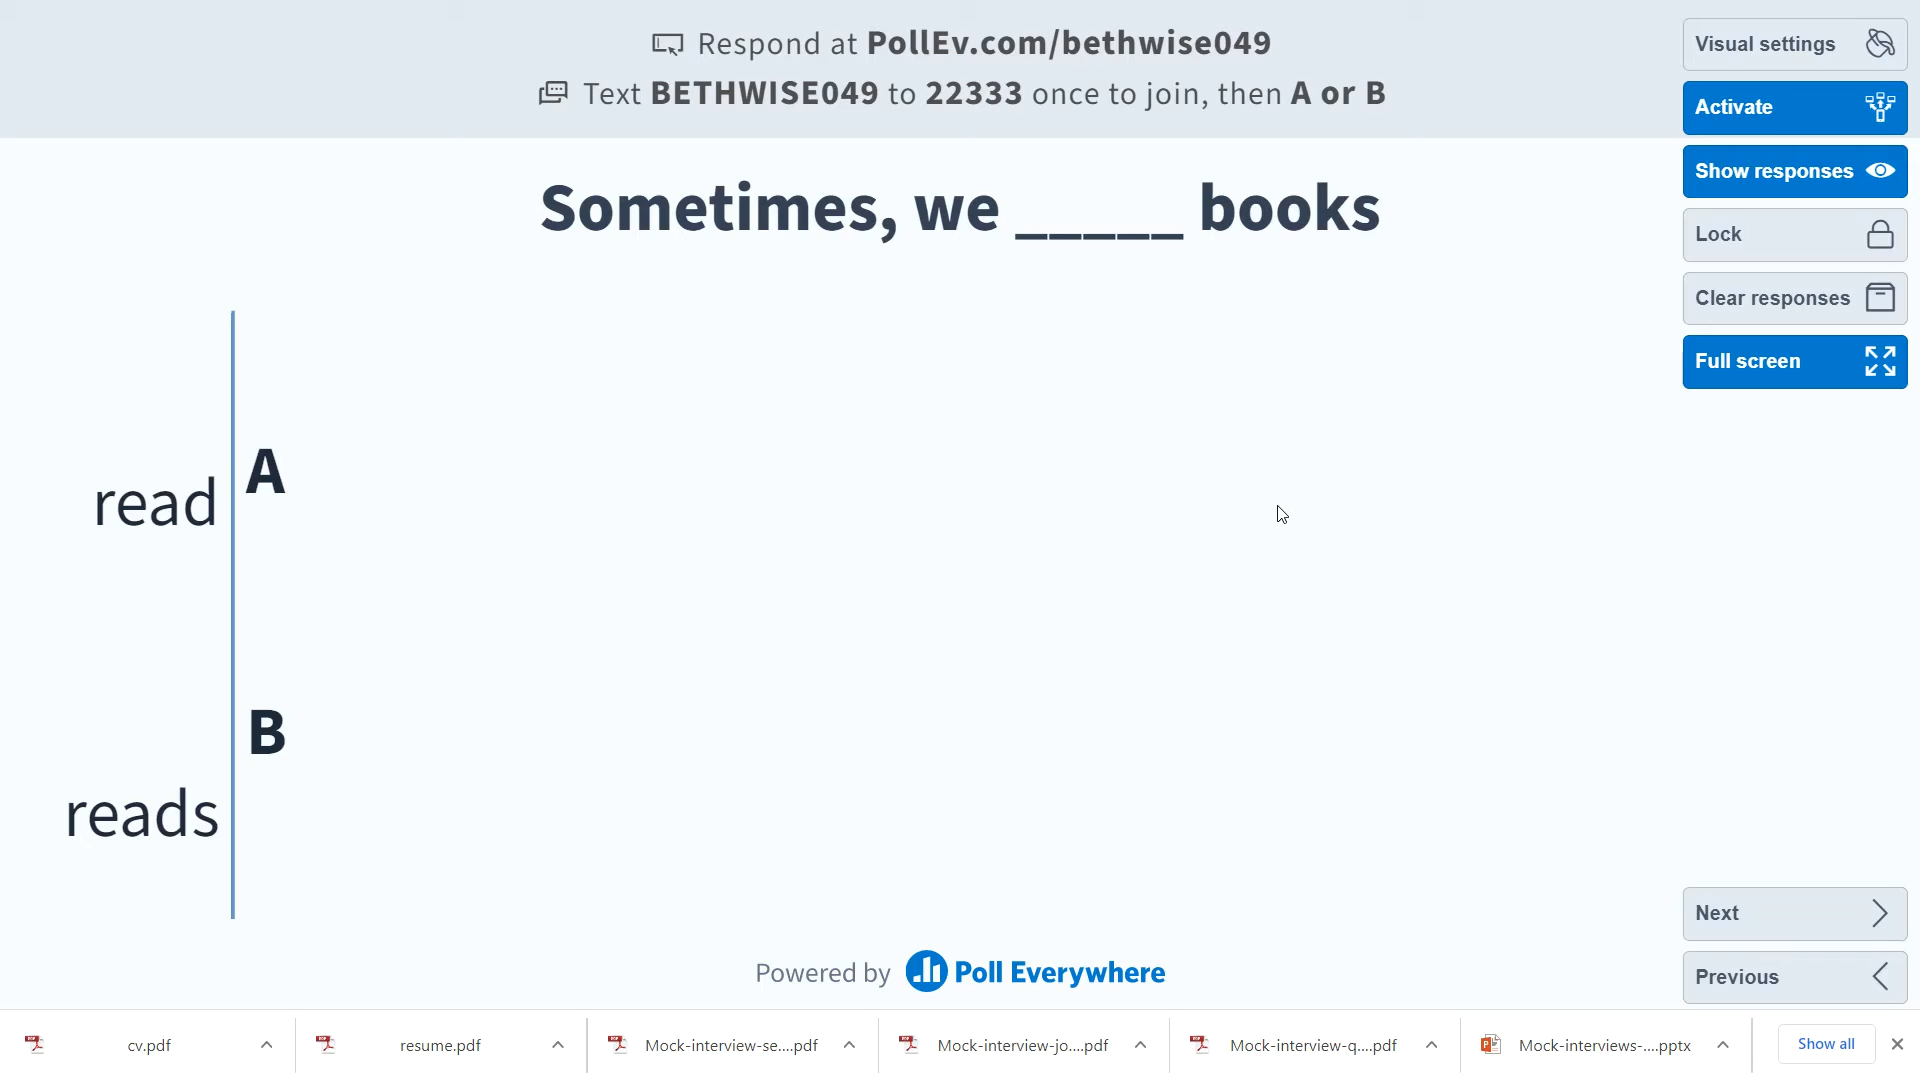 Respond at PollEv.com/bethwise049
Text BETHWISE049 to 22333 once to join, then A or B
Sometimes, we _____ books
A
read
B
reads
Powered by Poll Everywhere
Visual settings
Activate
Show responses
Lock
Clear responses
Full screen
Next
Previous
cv.pdf
resume.pdf
Mock-interview-se....pdf
Mock-interview-jo....pdf
Mock-interview-q....pdf
Mock-interviews-....pptx
Show all